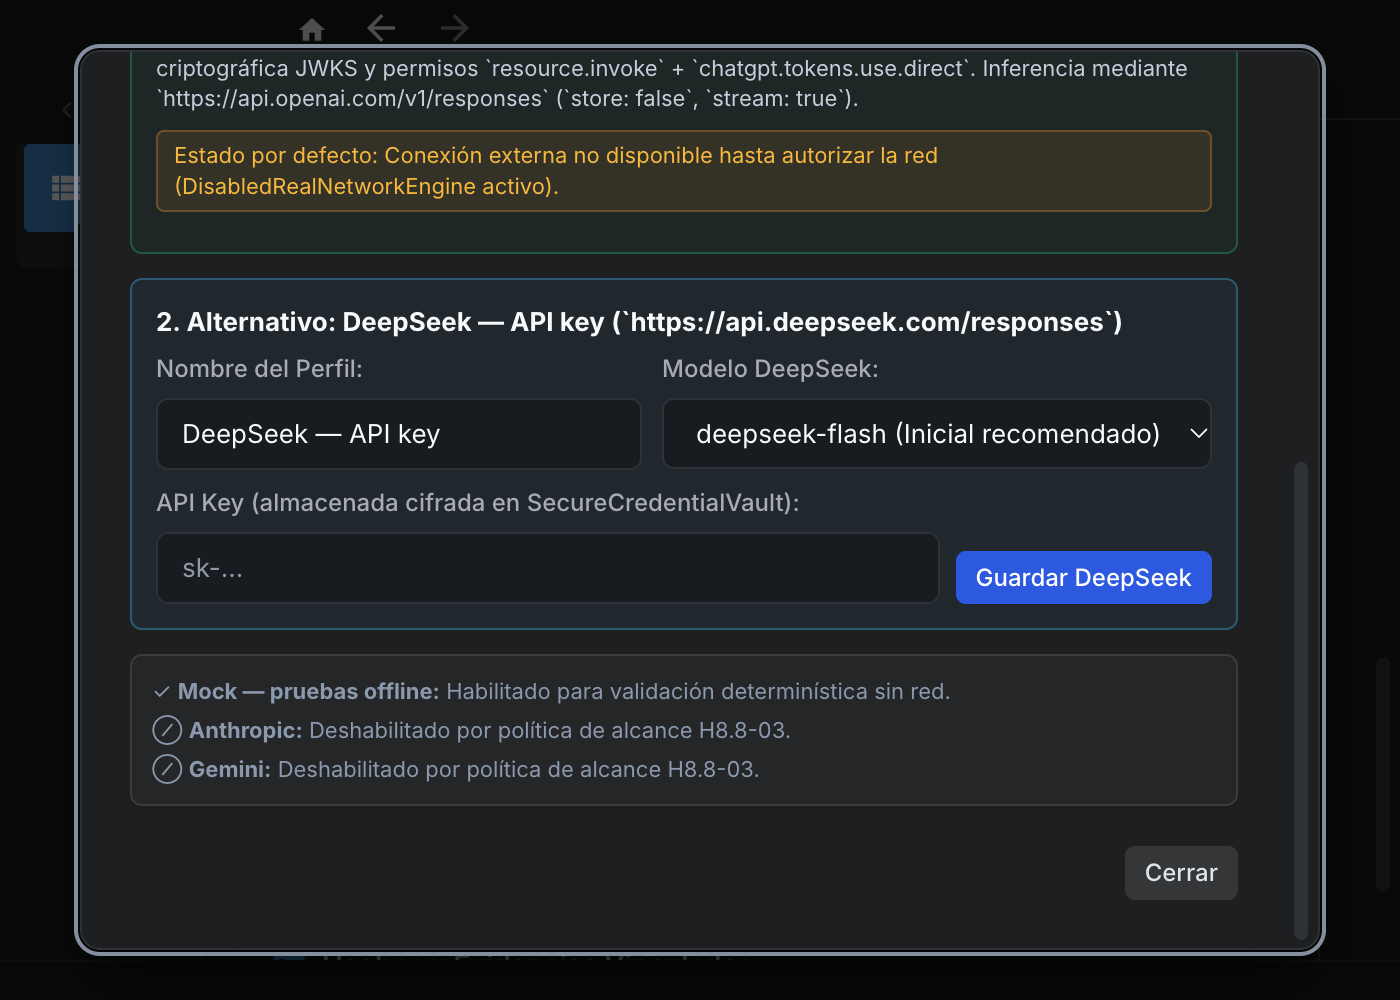 criptográfica JWKS y permisos `resource.invoke` + `chatgpt.tokens.use.direct`. Inferencia mediante
`https://api.openai.com/v1/responses` (`store: false`, `stream: true`).
Estado por defecto: Conexión externa no disponible hasta autorizar la red
(DisabledRealNetworkEngine activo).
2. Alternativo: DeepSeek — API key (`https://api.deepseek.com/responses`)
Nombre del Perfil:
Modelo DeepSeek:
DeepSeek — API key
deepseek-flash (Inicial recomendado)
API Key (almacenada cifrada en SecureCredentialVault):
sk-...
Guardar DeepSeek
✓ Mock — pruebas offline: Habilitado para validación determinística sin red.
Anthropic: Deshabilitado por política de alcance H8.8-03.
Gemini: Deshabilitado por política de alcance H8.8-03.
Cerrar